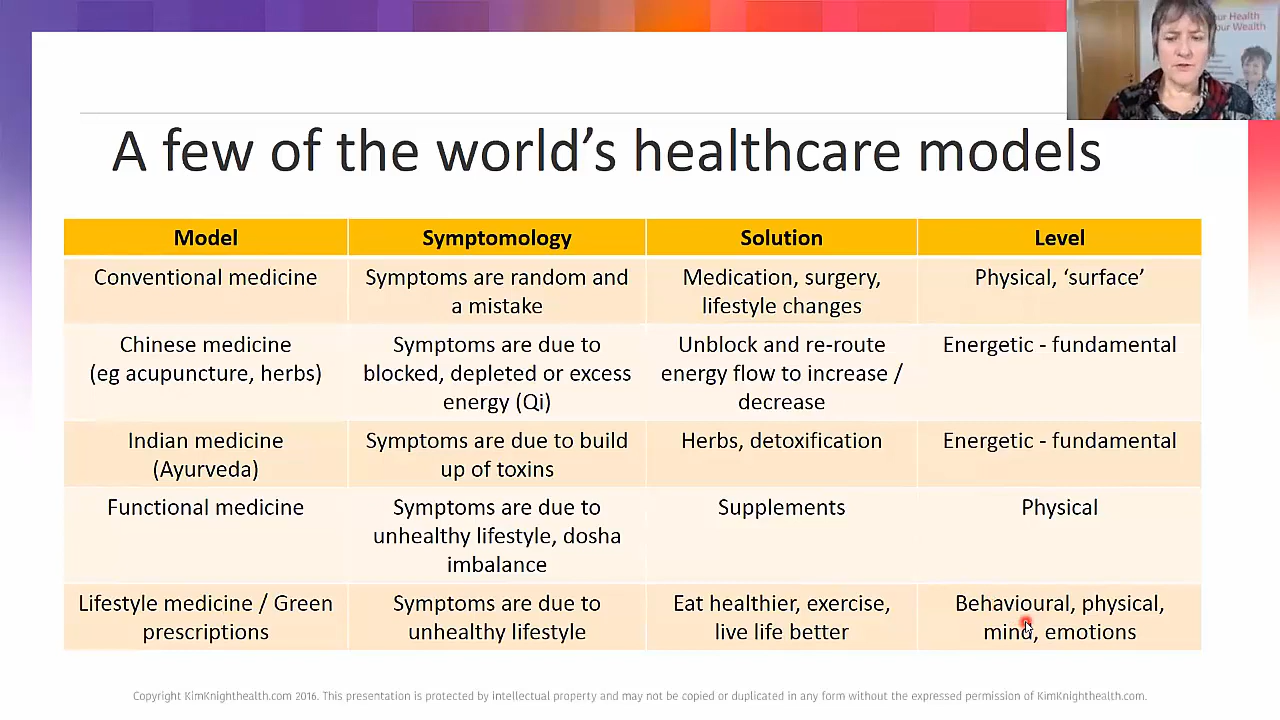 our Health
our Wealth
A few of the world's healthcare models
Model
Symptomology
Solution
Level
Conventional medicine
Symptoms are random and
a mistake
Medication, surgery,
lifestyle changes
Physical, ‘surface’
Chinese medicine
(eg acupuncture, herbs)
Symptoms are due to
blocked, depleted or excess
energy (Qi)
Unblock and re-route
energy flow to increase /
decrease
Energetic - fundamental
Indian medicine
(Ayurveda)
Symptoms are due to build
up of toxins
Herbs, detoxification
Energetic - fundamental
Functional medicine
Symptoms are due to
unhealthy lifestyle, dosha
imbalance
Supplements
Physical
Lifestyle medicine / Green
prescriptions
Symptoms are due to
unhealthy lifestyle
Eat healthier, exercise,
live life better
Behavioural, physical,
mind, emotions
Copyright KimKnighthealth.com 2016. This presentation is protected by intellectual property and may not be copied or duplicated in any form without the expressed permission of KimKnighthealth.com.